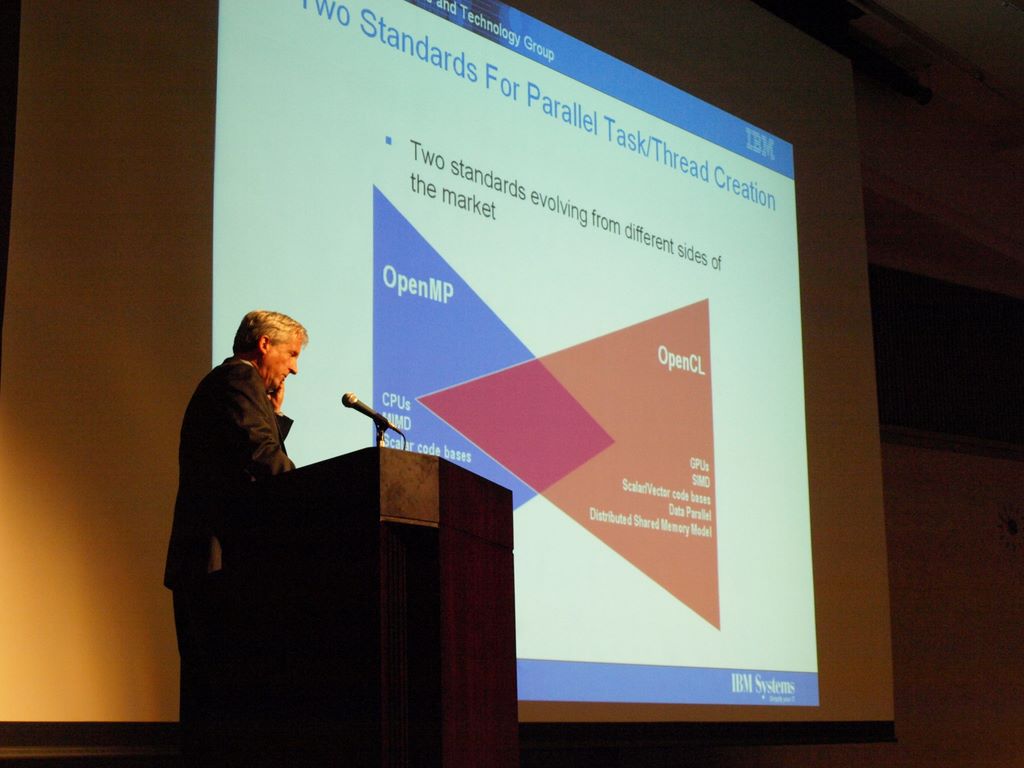 and Technology Group
IBM
Two Standards For Parallel Task/Thread Creation
Two standards evolving from different sides of
the market
OpenMP
CPUs
MIMD
Scalar code bases
OpenCL
GPUs
SIMD
Scalar/Vector code bases
Data Parallel
Distributed Shared Memory Model
IBM Systems